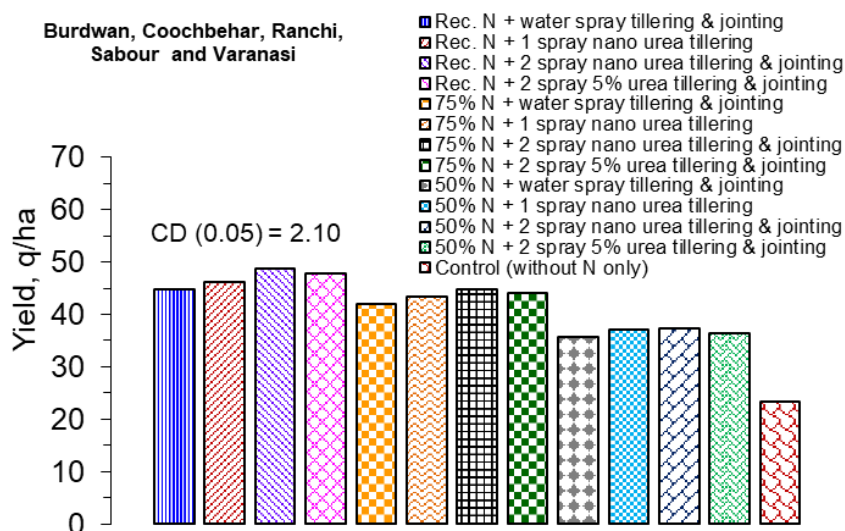 Burdwan, Coochbehar, Ranchi,
Sabour and Varanasi
Rec. N + water spray tillering & jointing
Rec. N + 1 spray nano urea tillering
Rec. N + 2 spray nano urea tillering & jointing
Rec. N + 2 spray 5% urea tillering & jointing
75% N + water spray tillering & jointing
75% N + 1 spray nano urea tillering
75% N + 2 spray nano urea tillering & jointing
75% N + 2 spray 5% urea tillering & jointing
50% N + water spray tillering & jointing
50% N + 1 spray nano urea tillering
50% N + 2 spray nano urea tillering & jointing
50% N + 2 spray 5% urea tillering & jointing
Control (without N only)
CD (0.05) = 2.10
Yield, q/ha
70
60
50
40
30
20
10
0